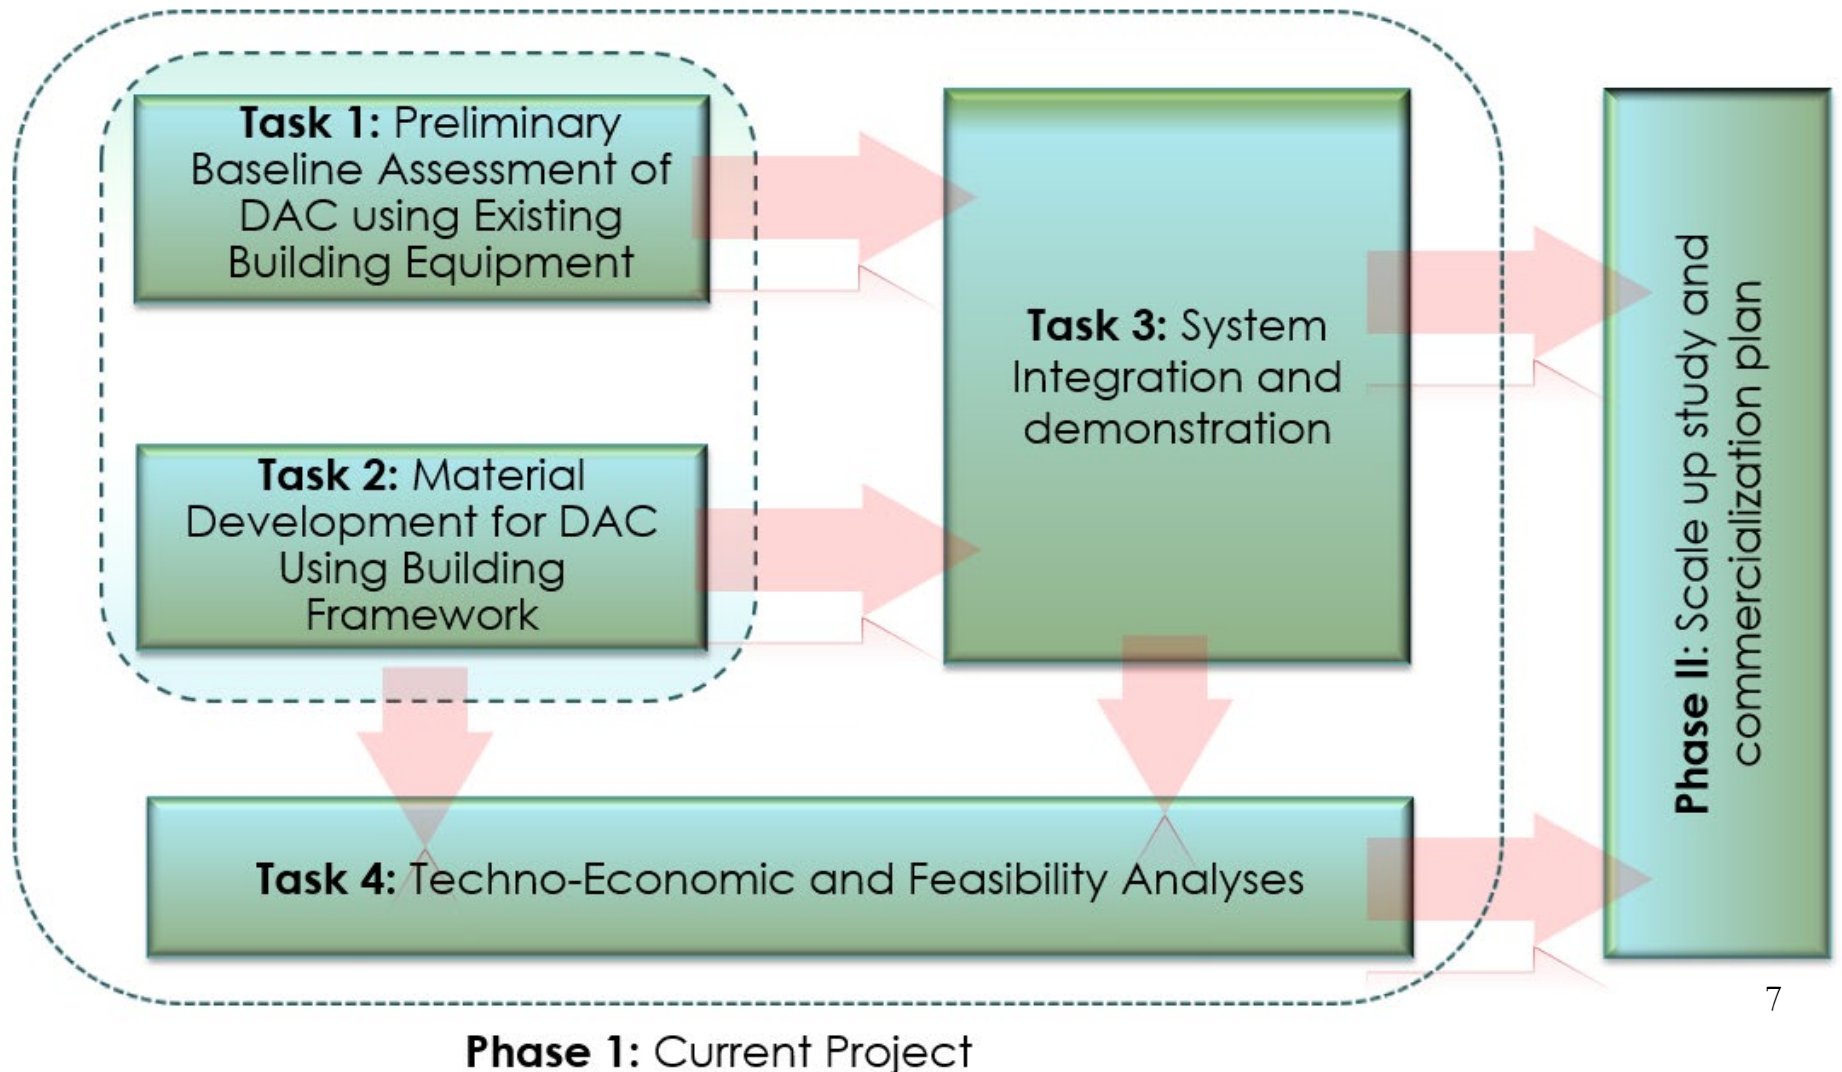 Task 1: Preliminary
Baseline Assessment of
DAC using Existing
Building Equipment
Task 2: Material
Development for DAC
Using Building
Framework
Task 3: System
Integration and
demonstration
Task 4: Techno-Economic and Feasibility Analyses
Phase II: Scale up study and
commercialization plan
7
Phase 1: Current Project